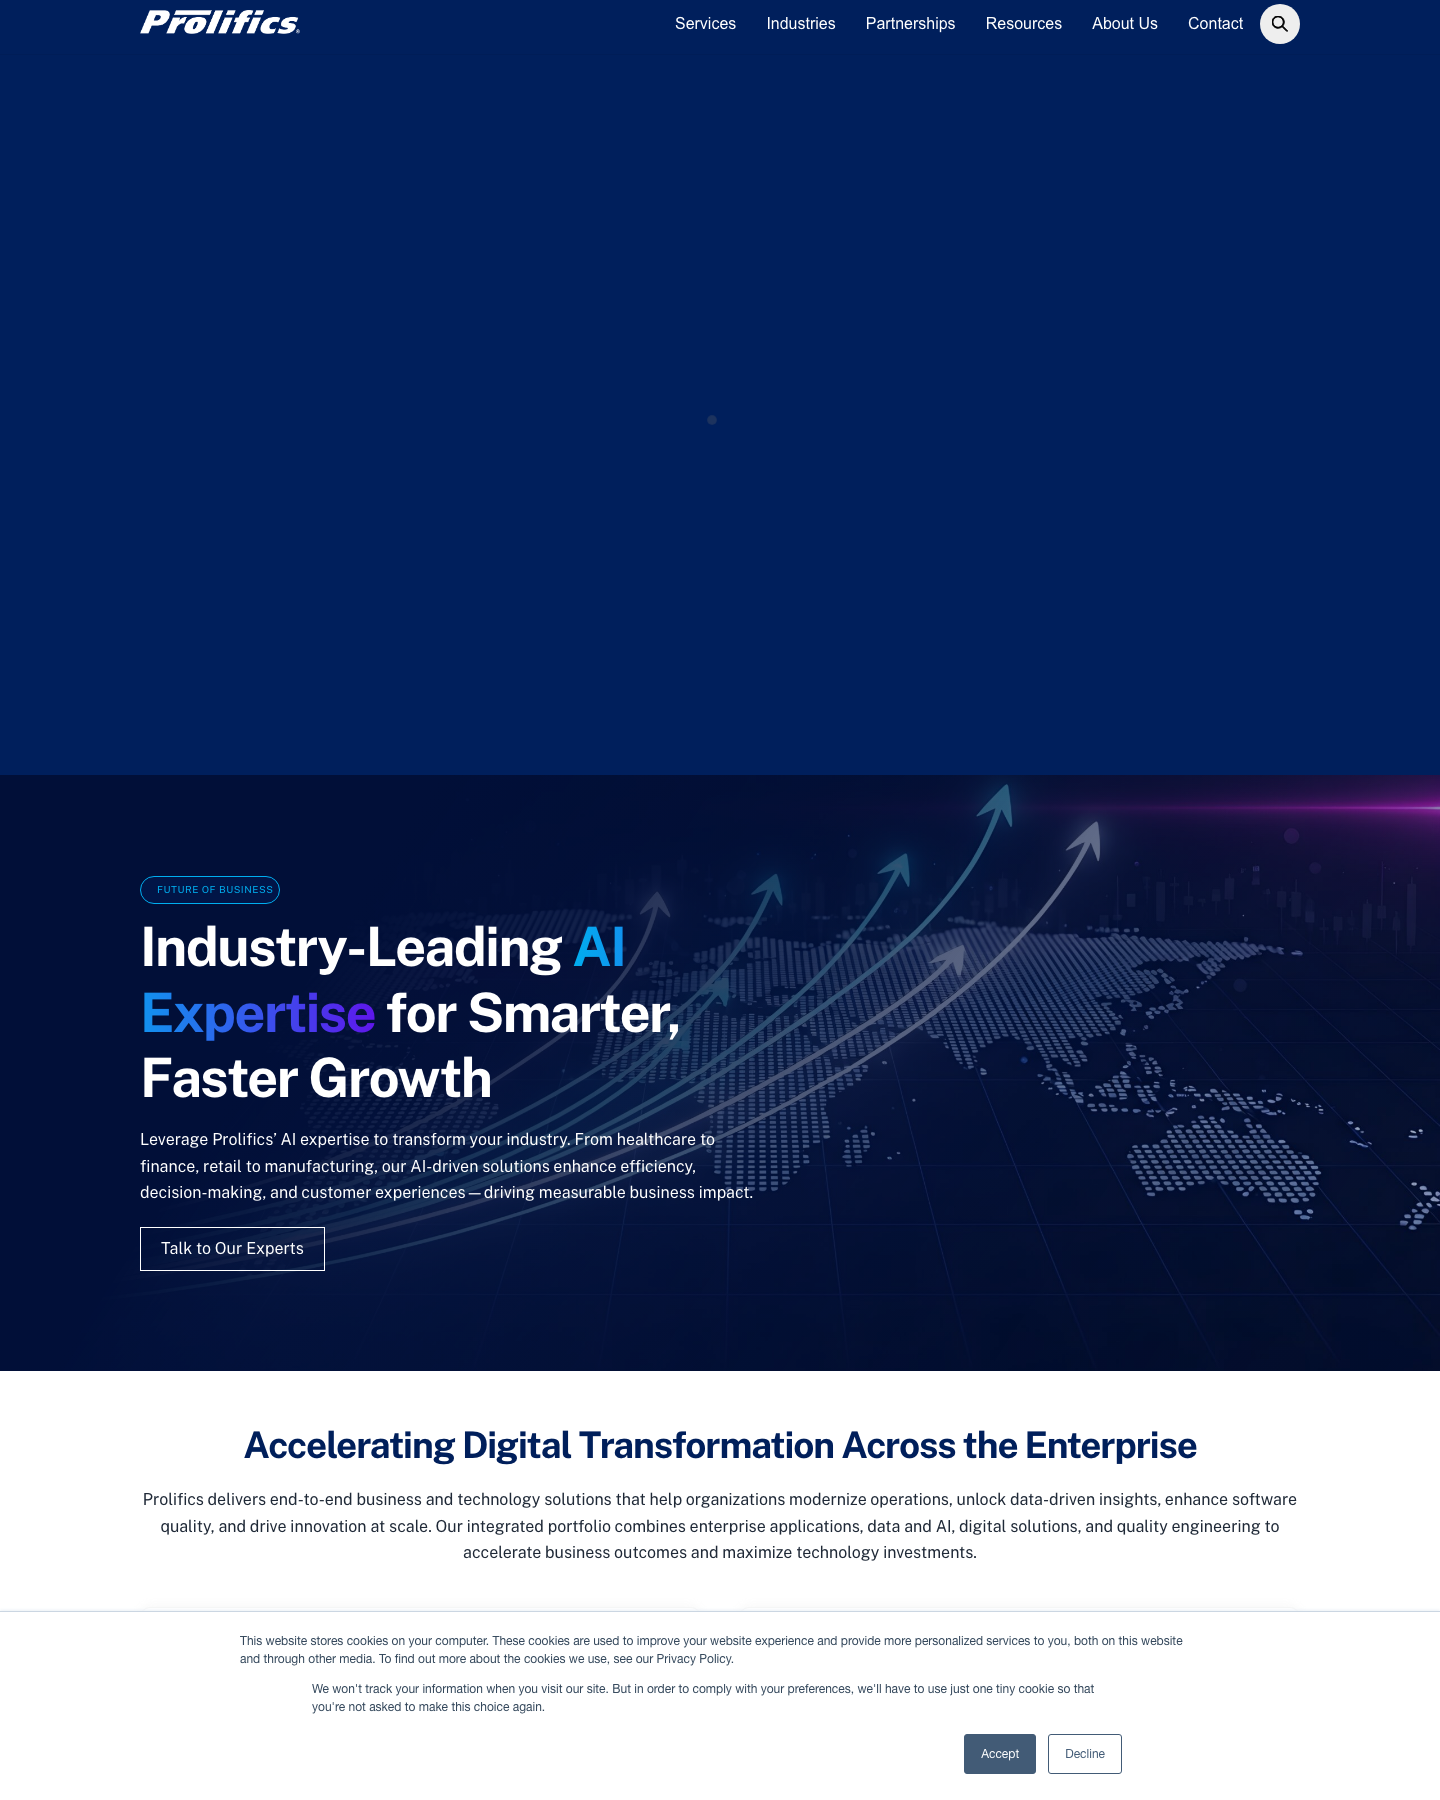 Prolifics®
Services Industries Partnerships Resources About Us Contact
FUTURE OF BUSINESS
Industry-Leading AI
Expertise for Smarter,
Faster Growth
Leverage Prolifics’ AI expertise to transform your industry. From healthcare to
finance, retail to manufacturing, our AI-driven solutions enhance efficiency,
decision-making, and customer experiences—driving measurable business impact.
Talk to Our Experts
Accelerating Digital Transformation Across the Enterprise
Prolifics delivers end-to-end business and technology solutions that help organizations modernize operations, unlock data-driven insights, enhance software
quality, and drive innovation at scale. Our integrated portfolio combines enterprise applications, data and AI, digital solutions, and quality engineering to
accelerate business outcomes and maximize technology investments.
This website stores cookies on your computer. These cookies are used to improve your website experience and provide more personalized services to you, both on this website
and through other media. To find out more about the cookies we use, see our Privacy Policy.
We won't track your information when you visit our site. But in order to comply with your preferences, we'll have to use just one tiny cookie so that
you're not asked to make this choice again.
Accept Decline